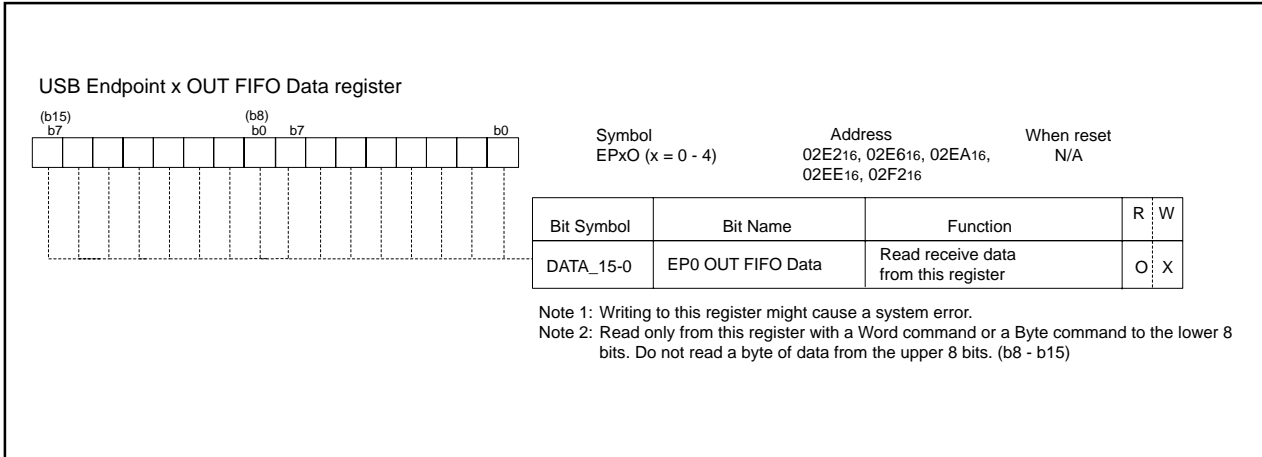 USB Endpoint x OUT FIFO Data register
(b15) (b8)
b7 b0 b7 b0
Symbol Address When reset
EPxO (x = 0 - 4) 02E216, 02E616, 02EA16, N/A
02EE16, 02F216
Bit Symbol Bit Name Function R W
DATA_15-0 EP0 OUT FIFO Data Read receive data O X
from this register
Note 1: Writing to this register might cause a system error.
Note 2: Read only from this register with a Word command or a Byte command to the lower 8
bits. Do not read a byte of data from the upper 8 bits. (b8 - b15)